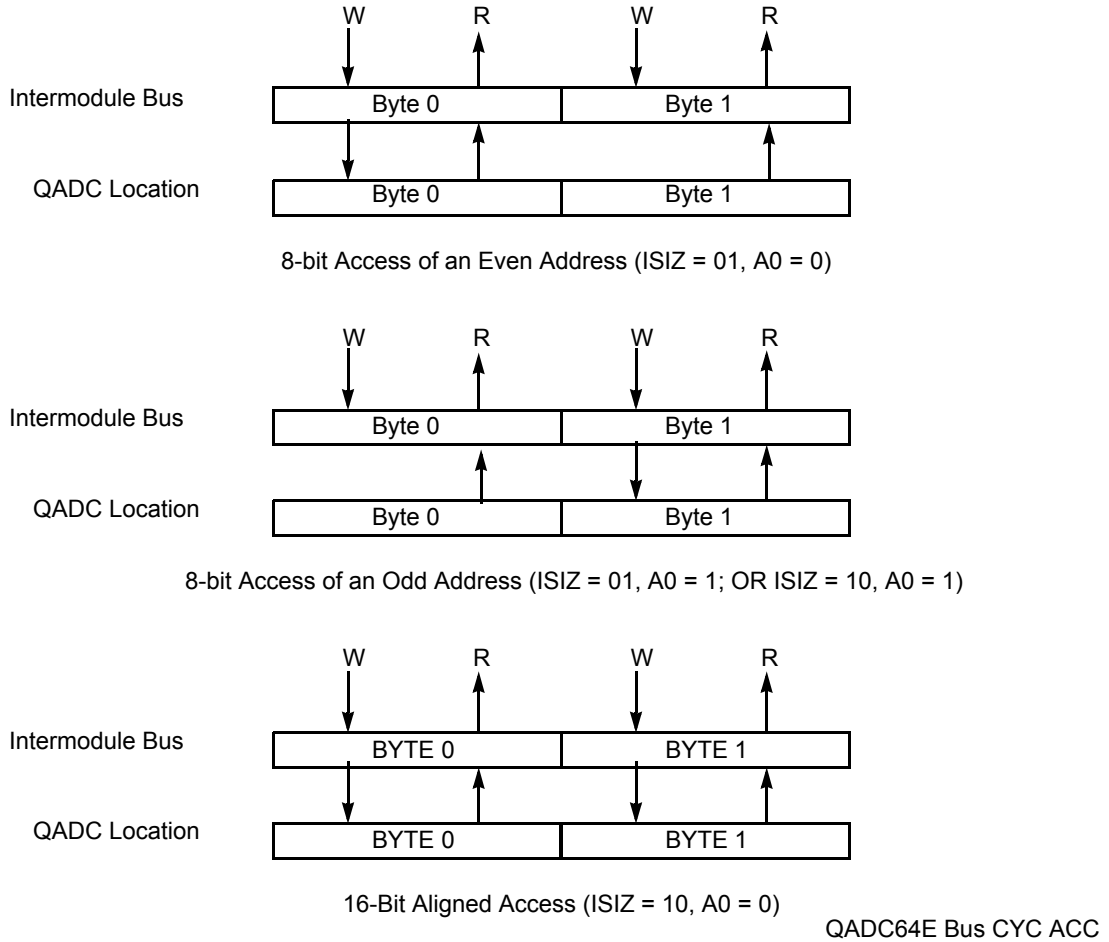 W R W R
Intermodule Bus Byte 0 Byte 1
QADC Location Byte 0 Byte 1
8-bit Access of an Even Address (ISIZ = 01, A0 = 0)
W R W R
Intermodule Bus Byte 0 Byte 1
QADC Location Byte 0 Byte 1
8-bit Access of an Odd Address (ISIZ = 01, A0 = 1; OR ISIZ = 10, A0 = 1)
W R W R
Intermodule Bus BYTE 0 BYTE 1
QADC Location BYTE 0 BYTE 1
16-Bit Aligned Access (ISIZ = 10, A0 = 0)
QADC64E Bus CYC ACC